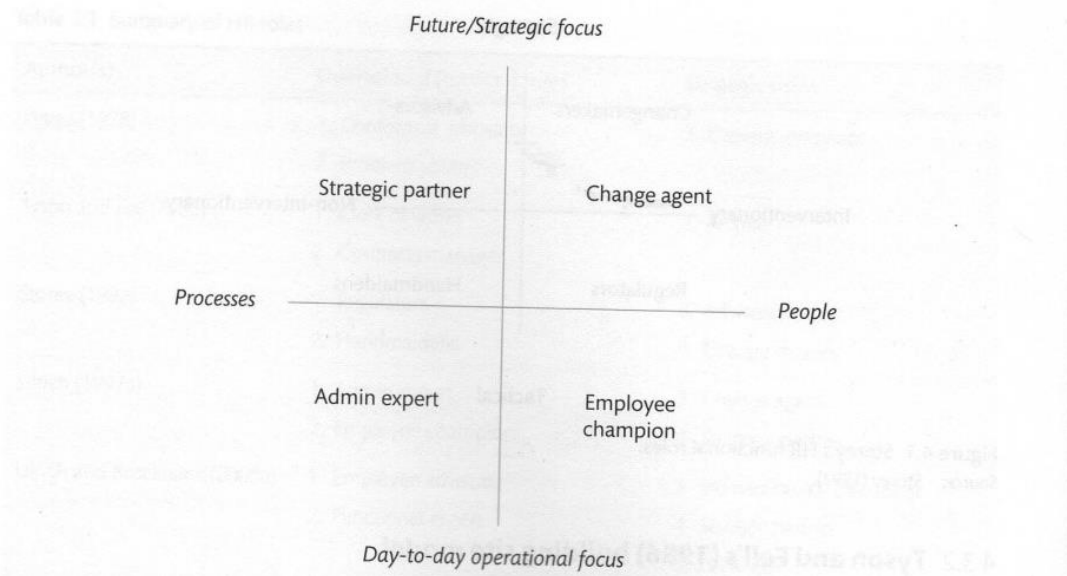 Future/Strategic focus
Strategic partner
Change agent
Processes
People
Admin expert
Employee
champion
Day-to-day operational focus